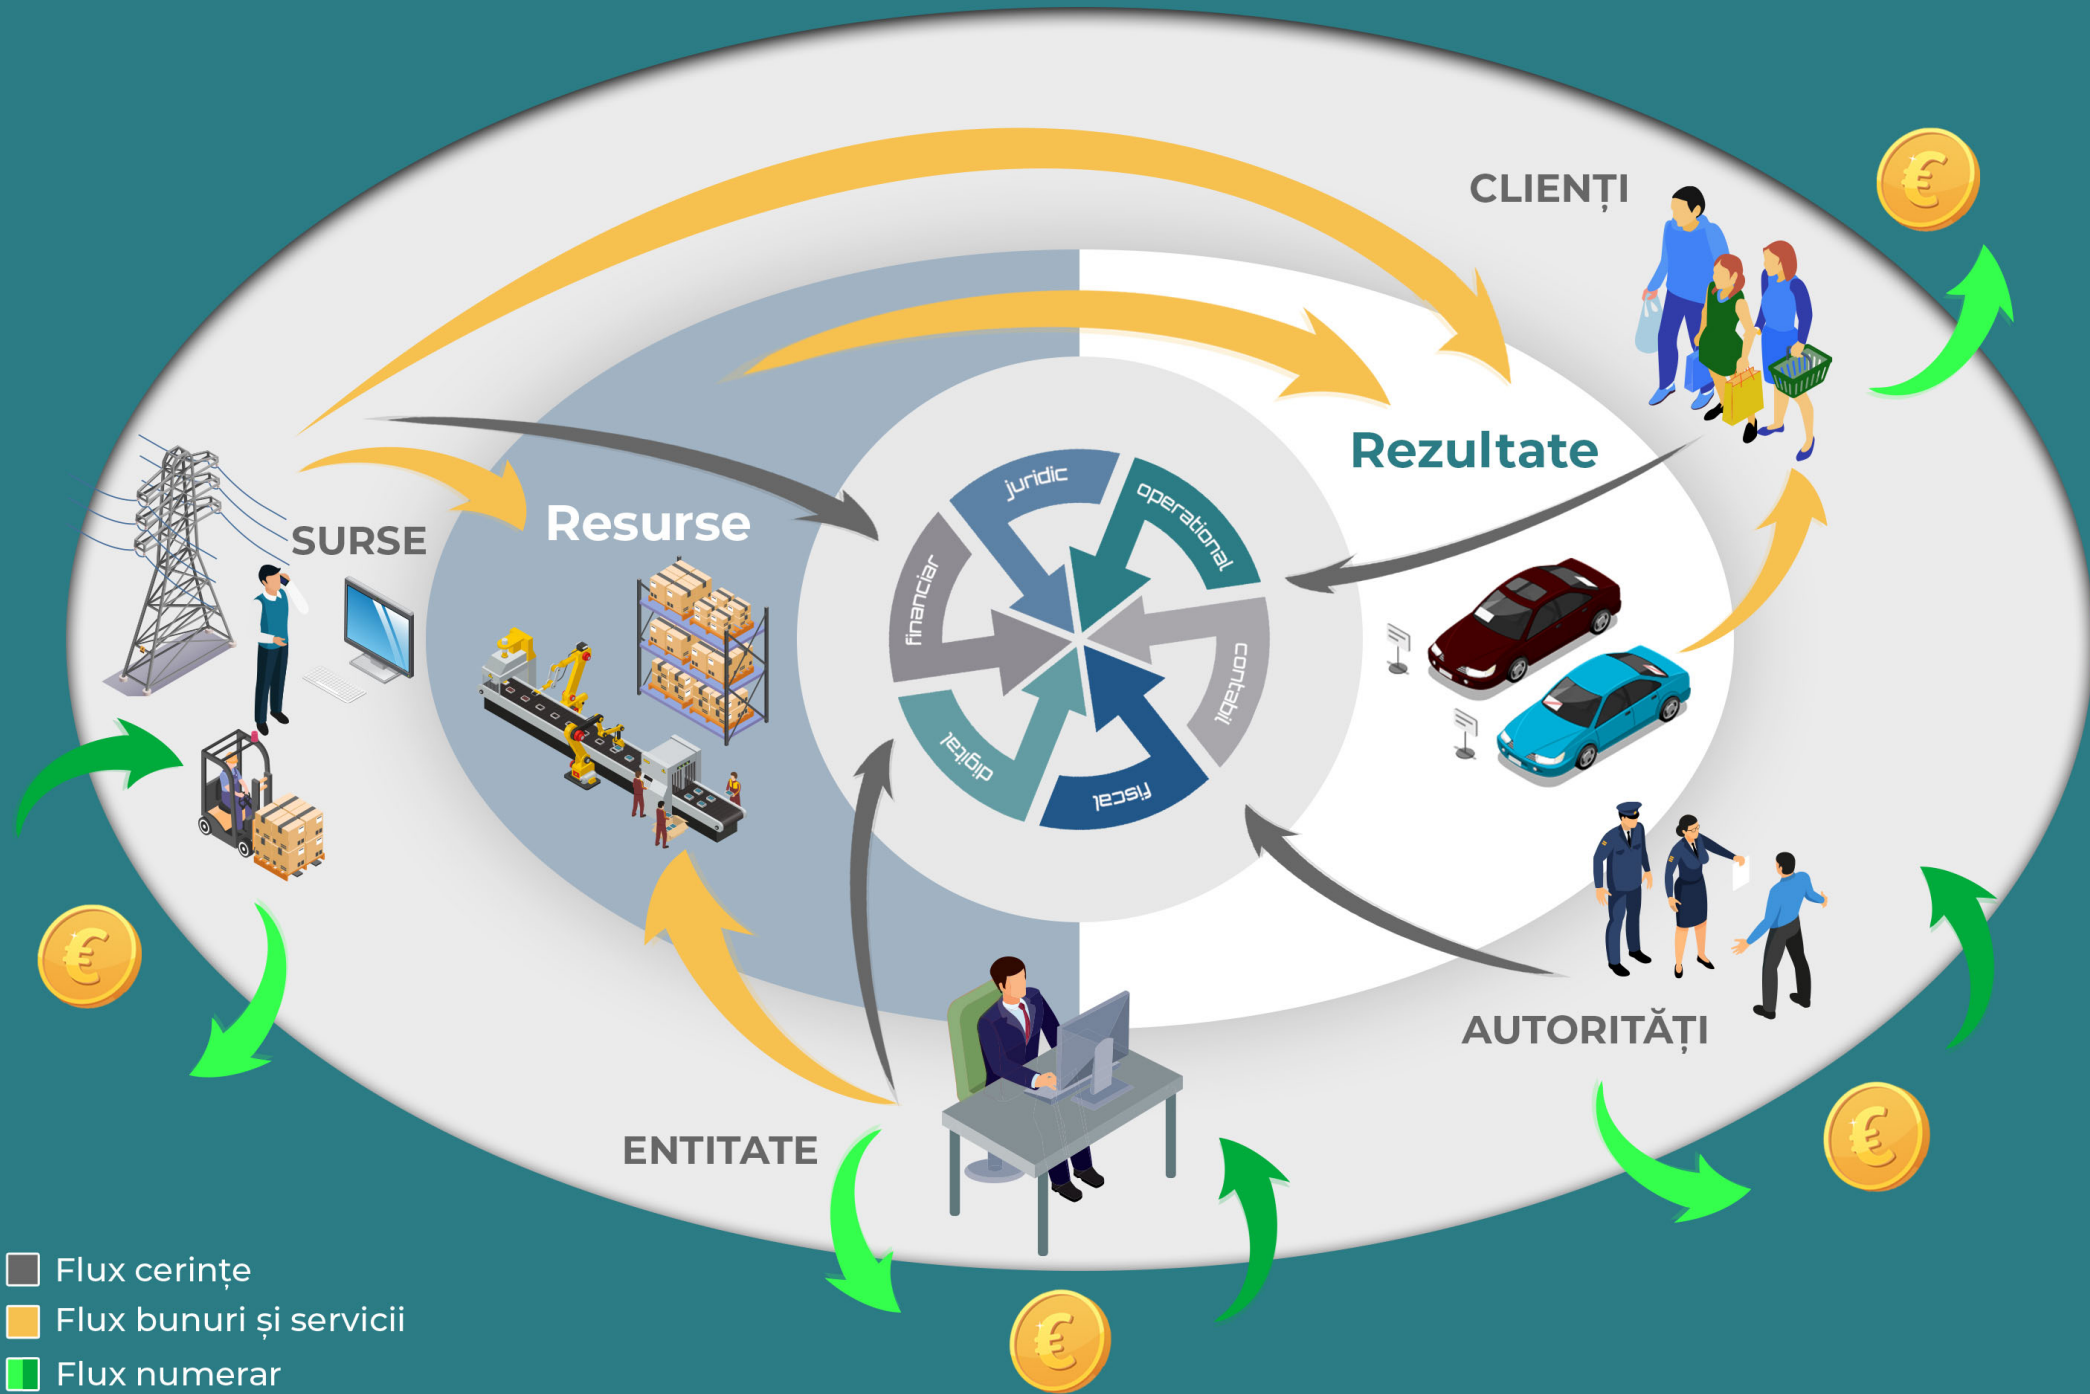 CLIENȚI
Rezultate
SURSE
Resurse
juridic
operational
financiar
contabil
digital
fiscal
AUTORITĂȚI
ENTITATE
Flux cerințe
Flux bunuri și servicii
Flux numerar